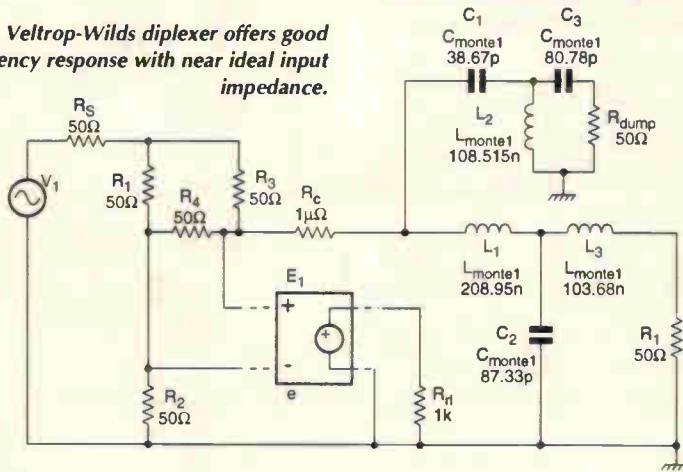 Veltrop-Wilds diplexer offers good
ency response with near ideal input
impedance.
C1
Cmonte1
38.67p
C3
Cmonte1
80.78p
L2
Lmonte1
108.515n
Rdump
50Ω
RS
50Ω
V1
R1
50Ω
R4
50Ω
R3
50Ω
Rc
1μΩ
L1
Lmonte1
208.95n
L3
Lmonte1
103.68n
E1
+
+
-
e
C2
Cmonte1
87.33p
R1
50Ω
R2
50Ω
Rrl
1k